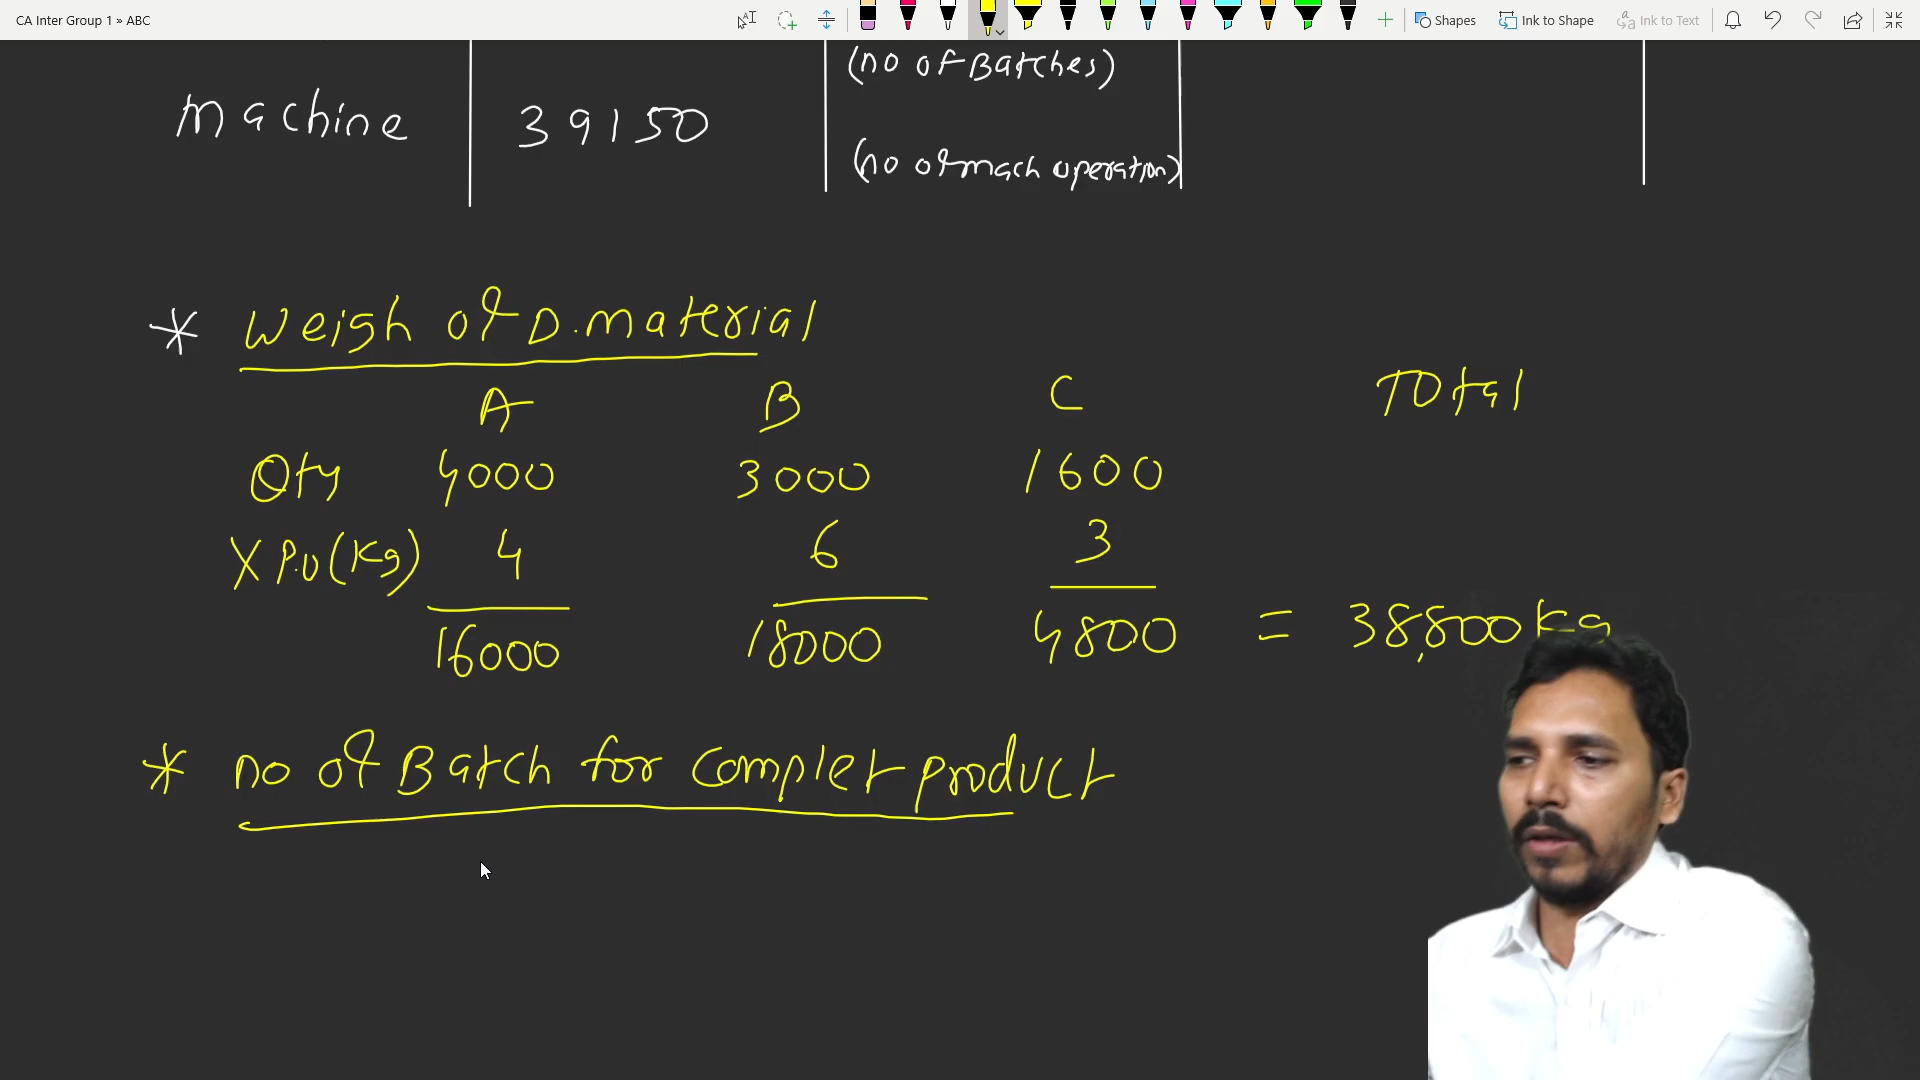 CA Inter Group 1 » ABC
Shapes Ink to Shape Ink to Text
(no of Batches)
machine 39150
(no of mach operation)
* Weigh of D.material
A B C Total
Qty 4000 3000 1600
X P.U(Kg) 4 6 3
16000 18000 4800 = 38,800 Kg
* no of Batch for complet product